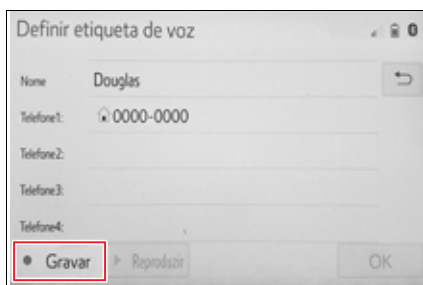 Definir etiqueta de voz
Nome Douglas
Telefone1: 0000-0000
Telefone2:
Telefone3:
Telefone4:
Gravar Reproduzir OK